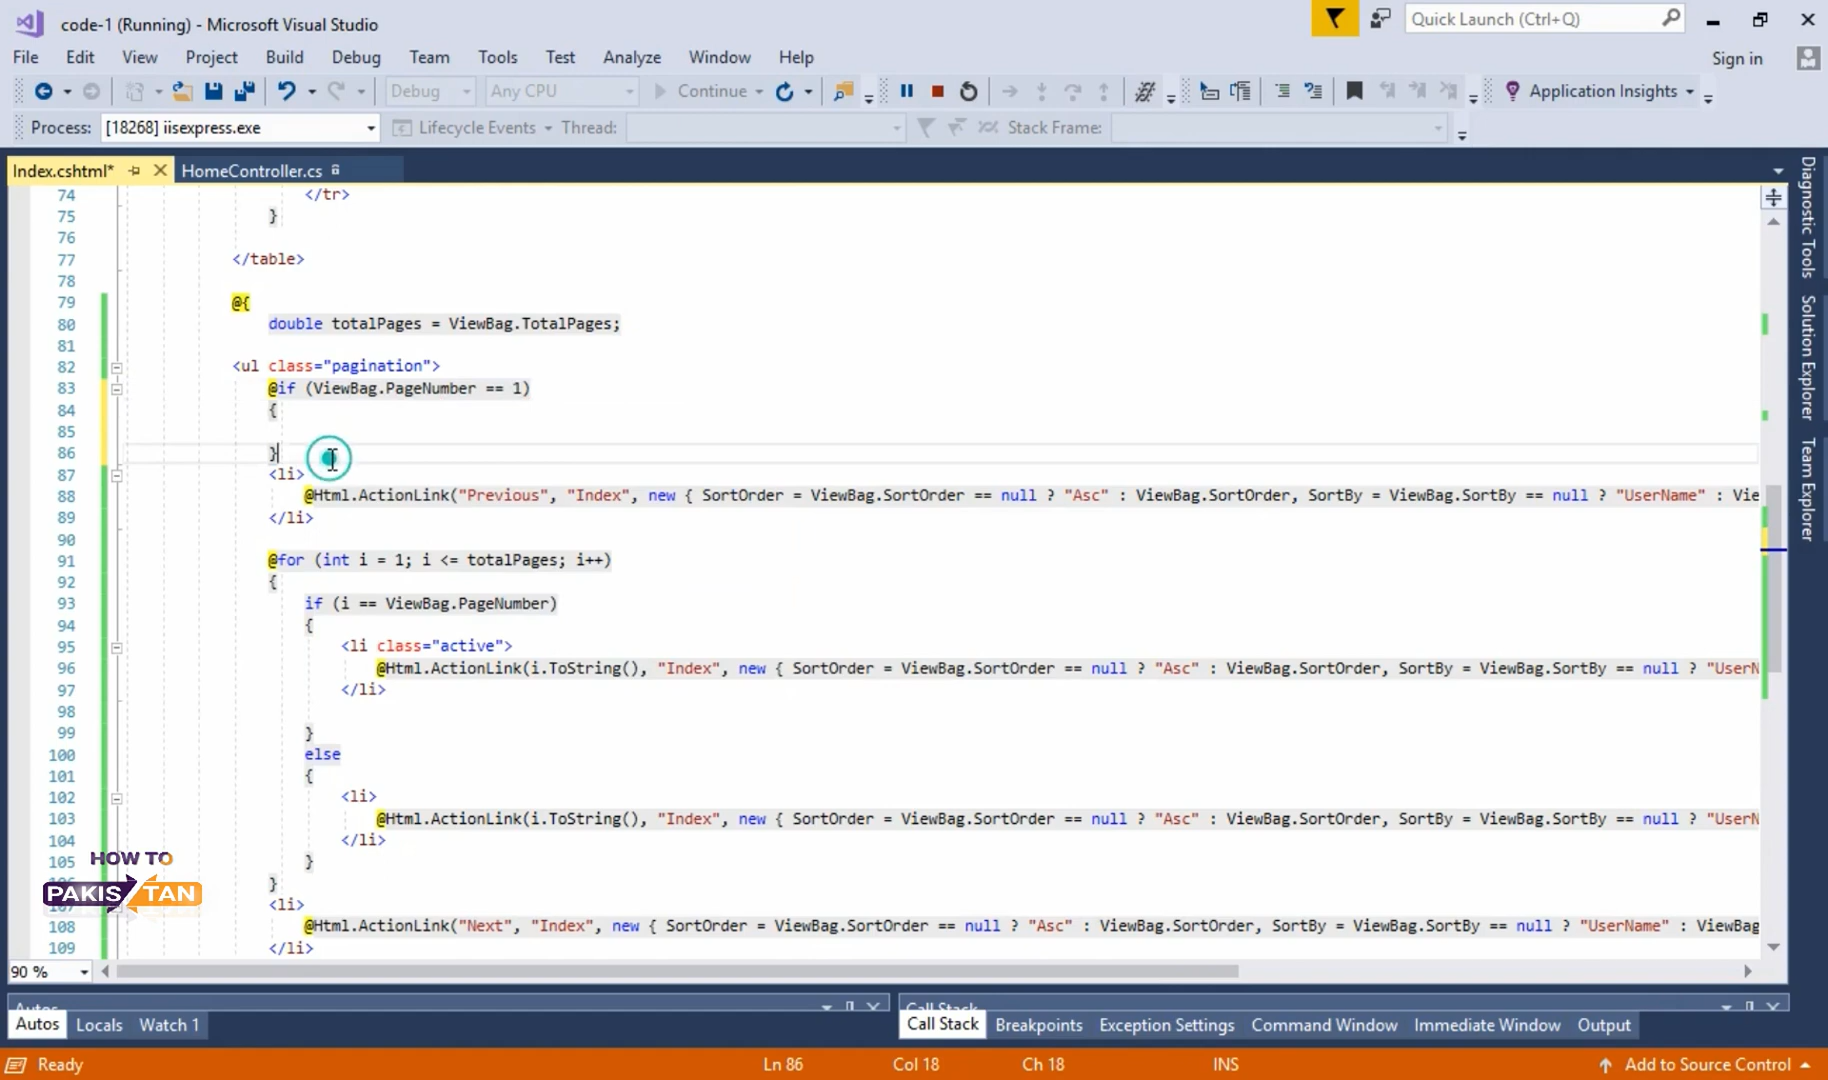 code-1 (Running) - Microsoft Visual Studio
Quick Launch (Ctrl+Q)
File Edit View Project Build Debug Team Tools Test Analyze Window Help
Sign in
Debug Any CPU Continue Application Insights
Process: [18268] iisexpress.exe Lifecycle Events Thread: Stack Frame:
Index.cshtml* HomeController.cs
74 </tr>
75 }
76
77 </table>
78
79 @{
80 double totalPages = ViewBag.TotalPages;
81
82 <ul class="pagination">
83 @if (ViewBag.PageNumber == 1)
84 {
85
86 }
87 <li>
88 @Html.ActionLink("Previous", "Index", new { SortOrder = ViewBag.SortOrder == null ? "Asc" : ViewBag.SortOrder, SortBy = ViewBag.SortBy == null ? "UserName" : Vie
89 </li>
90
91 @for (int i = 1; i <= totalPages; i++)
92 {
93 if (i == ViewBag.PageNumber)
94 {
95 <li class="active">
96 @Html.ActionLink(i.ToString(), "Index", new { SortOrder = ViewBag.SortOrder == null ? "Asc" : ViewBag.SortOrder, SortBy = ViewBag.SortBy == null ? "UserN
97 </li>
98
99 }
100 else
101 {
102 <li>
103 @Html.ActionLink(i.ToString(), "Index", new { SortOrder = ViewBag.SortOrder == null ? "Asc" : ViewBag.SortOrder, SortBy = ViewBag.SortBy == null ? "UserN
104 </li>
105 }
}
<li>
108 @Html.ActionLink("Next", "Index", new { SortOrder = ViewBag.SortOrder == null ? "Asc" : ViewBag.SortOrder, SortBy = ViewBag.SortBy == null ? "UserName" : ViewBag
109 </li>
HOW TO
PAKISTAN
Diagnostic Tools
Solution Explorer
Team Explorer
90 %
Autos
Call Stack
Autos Locals Watch 1
Call Stack Breakpoints Exception Settings Command Window Immediate Window Output
Ready Ln 86 Col 18 Ch 18 INS Add to Source Control